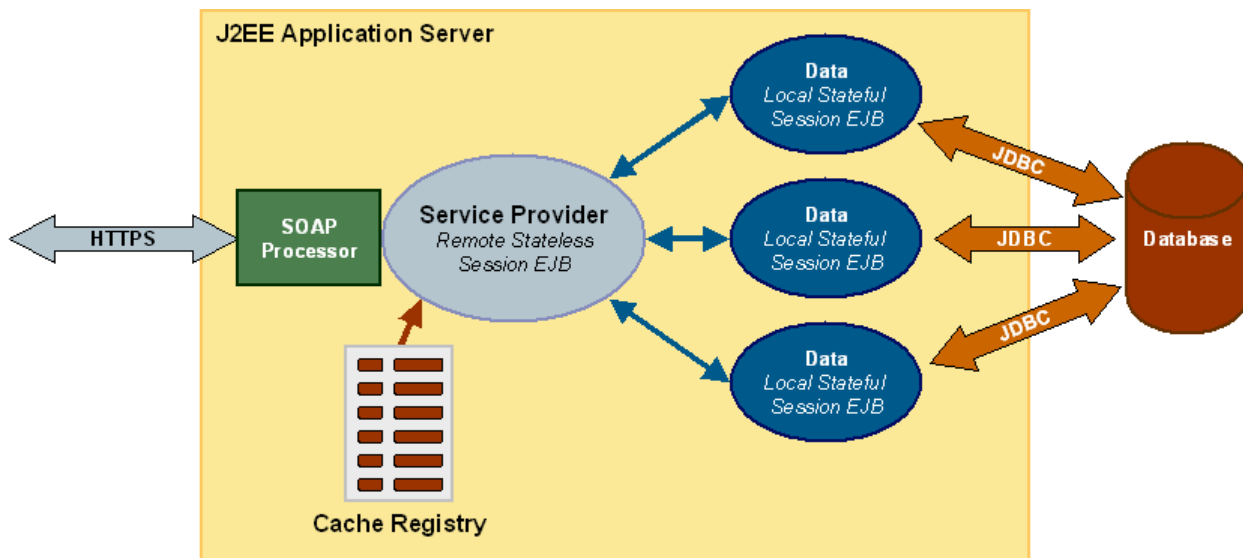 J2EE Application Server
Data
Local Stateful
Session EJB
JDBC
HTTPS
SOAP
Processor
Service Provider
Remote Stateless
Session EJB
Data
Local Stateful
Session EJB
JDBC
Database
Data
Local Stateful
Session EJB
JDBC
Cache Registry